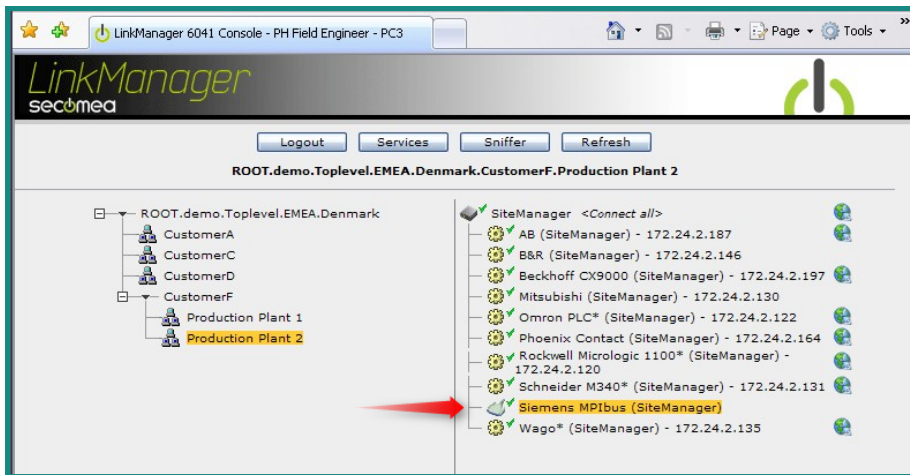 LinkManager 6041 Console - PH Field Engineer - PC3
Page
Tools
LinkManager
secomea
Logout Services Sniffer Refresh
ROOT.demo.Toplevel.EMEA.Denmark.CustomerF.Production Plant 2
ROOT.demo.Toplevel.EMEA.Denmark
CustomerA
CustomerC
CustomerD
CustomerF
Production Plant 1
Production Plant 2
SiteManager <Connect all>
AB (SiteManager) - 172.24.2.187
B&R (SiteManager) - 172.24.2.146
Beckhoff CX9000 (SiteManager) - 172.24.2.197
Mitsubishi (SiteManager) - 172.24.2.130
Omron PLC* (SiteManager) - 172.24.2.122
Phoenix Contact (SiteManager) - 172.24.2.164
Rockwell Micrologic 1100* (SiteManager) -
172.24.2.120
Schneider M340* (SiteManager) - 172.24.2.131
Siemens MPIbus (SiteManager)
Wago* (SiteManager) - 172.24.2.135